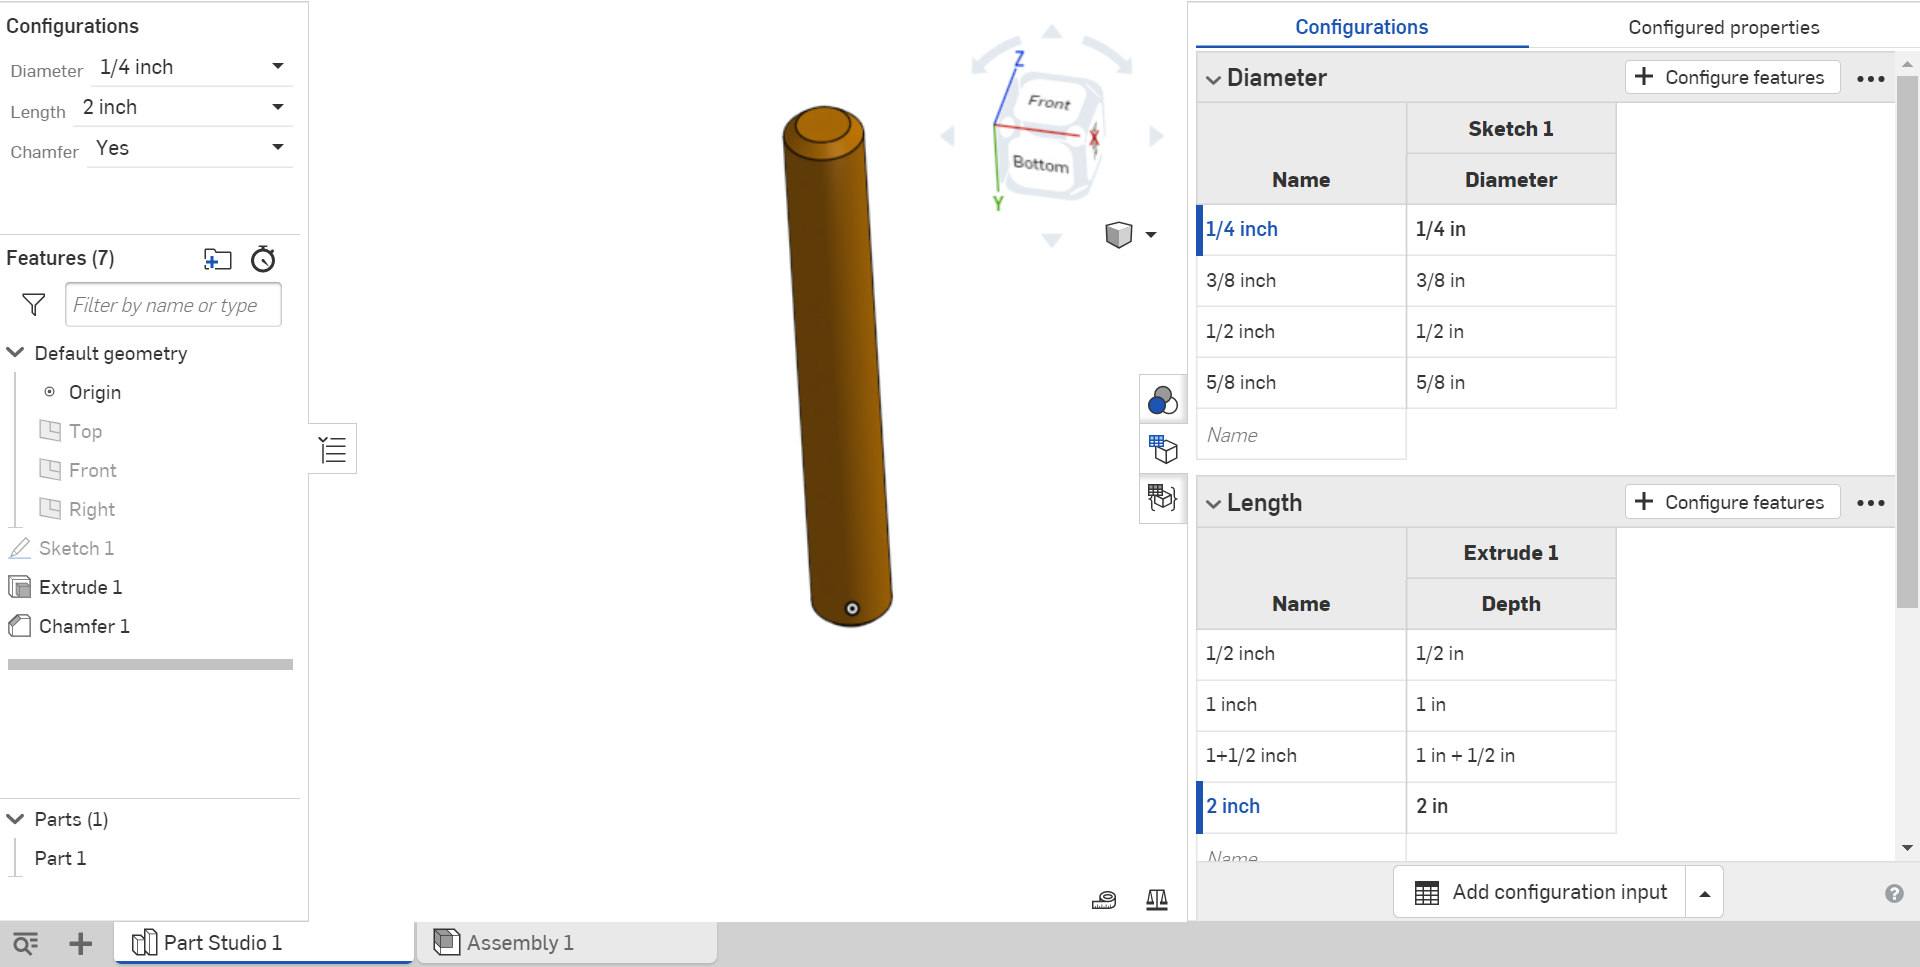 Configurations
Diameter 1/4 inch
Length 2 inch
Chamfer Yes
Features (7)
Filter by name or type
Default geometry
Origin
Top
Front
Right
Sketch 1
Extrude 1
Chamfer 1
Parts (1)
Part 1
Z
Front
X
Bottom
Y
Configurations Configured properties
Diameter Configure features
Sketch 1
Name Diameter
1/4 inch 1/4 in
3/8 inch 3/8 in
1/2 inch 1/2 in
5/8 inch 5/8 in
Name
Length Configure features
Extrude 1
Name Depth
1/2 inch 1/2 in
1 inch 1 in
1+1/2 inch 1 in + 1/2 in
2 inch 2 in
Name
Add configuration input
Part Studio 1 Assembly 1